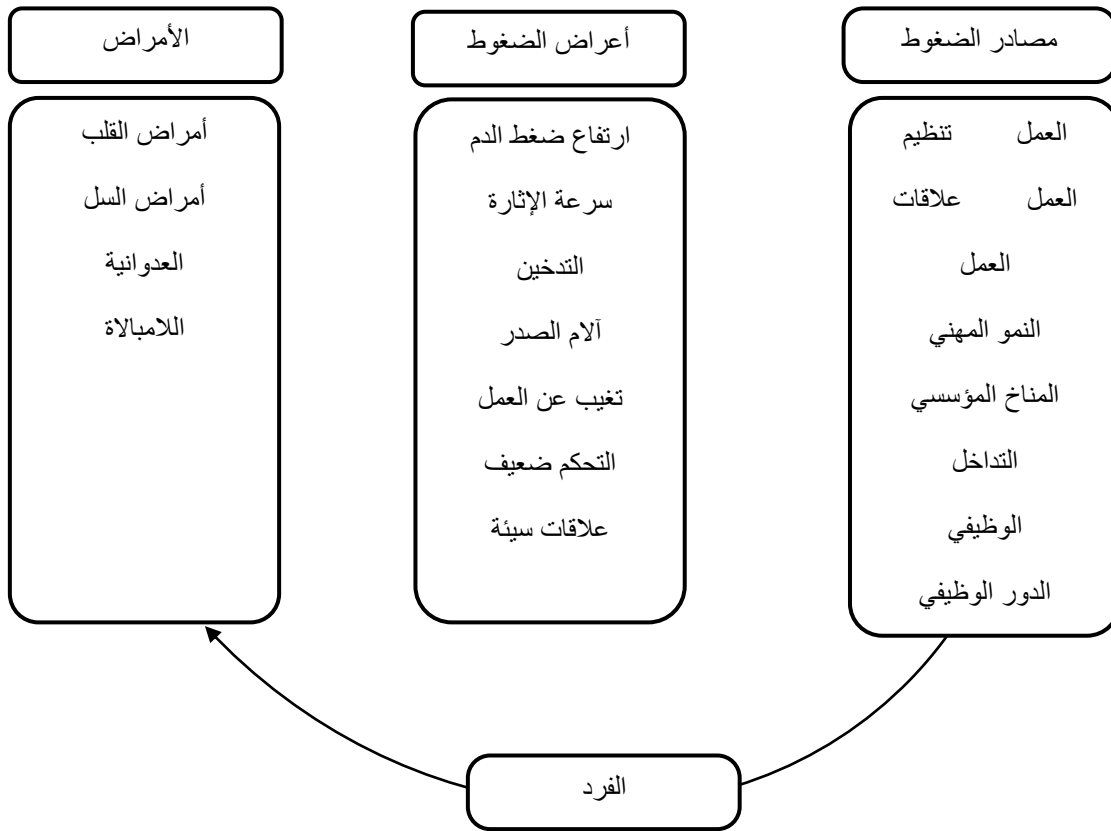 مصادر الضغوط
العمل تنظيم
العمل علاقات
العمل
النمو المهني
المناخ المؤسسي
التداخل
الوظيفي
الدور الوظيفي
أعراض الضغوط
ارتفاع ضغط الدم
سرعة الإثارة
التدخين
آلام الصدر
تغيب عن العمل
التحكم ضعيف
علاقات سيئة
الأمراض
أمراض القلب
أمراض السل
العدوانية
اللامبالاة
الفرد